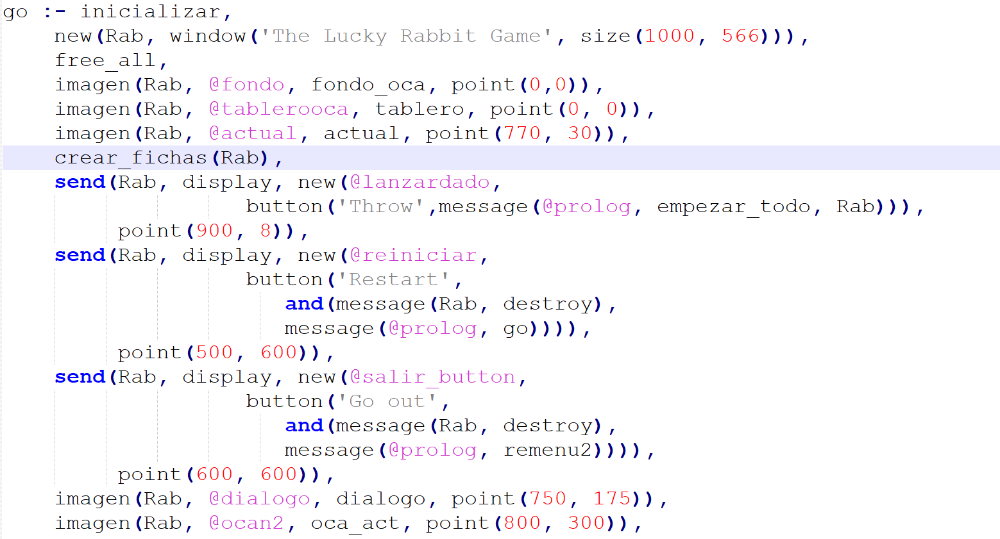 go :- inicializar,
new(Rab, window('The Lucky Rabbit Game', size(1000, 566))),
free_all,
imagen(Rab, @fondo, fondo_oca, point(0,0)),
imagen(Rab, @tablerooca, tablero, point(0, 0)),
imagen(Rab, @actual, actual, point(770, 30)),
crear_fichas(Rab),
send(Rab, display, new(@lanzardado,
button('Throw',message(@prolog, empezar_todo, Rab))),
point(900, 8)),
send(Rab, display, new(@reiniciar,
button('Restart',
and(message(Rab, destroy),
message(@prolog, go)))),
point(500, 600)),
send(Rab, display, new(@salir_button,
button('Go out',
and(message(Rab, destroy),
message(@prolog, remenu2)))),
point(600, 600)),
imagen(Rab, @dialogo, dialogo, point(750, 175)),
imagen(Rab, @ocan2, oca_act, point(800, 300)),